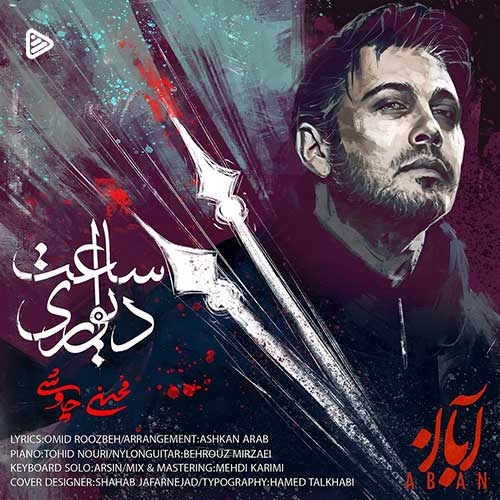 ساعت
دیواری
محسن چاوشی
آبان
ABAN
LYRICS:OMID ROOZBEH/ARRANGEMENT:ASHKAN ARAB
PIANO:TOHID NOURI/NYLONGUITAR:BEHROUZ MIRZAEI
KEYBOARD SOLO:ARSIN/MIX & MASTERING:MEHDI KARIMI
COVER DESIGNER:SHAHAB JAFARNEJAD/TYPOGRAPHY:HAMED TALKHABI